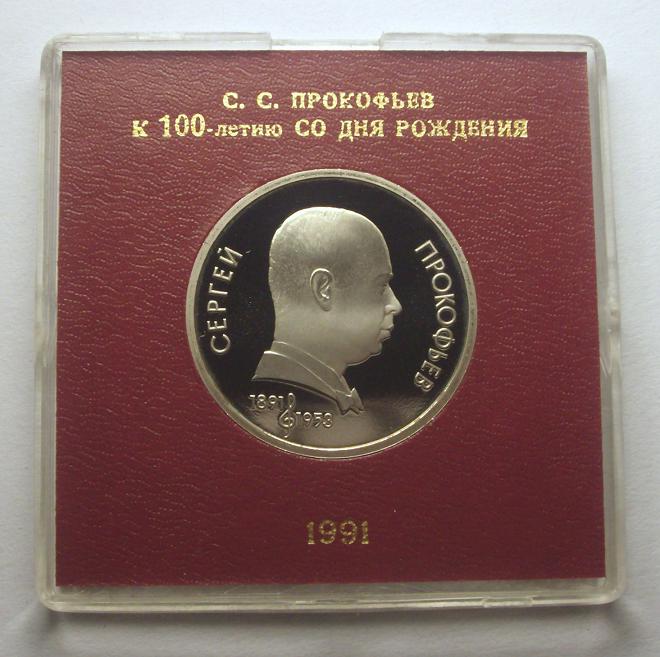 С. С. ПРОКОФЬЕВ
К 100-летию СО ДНЯ РОЖДЕНИЯ
СЕРГЕЙ
ПРОКОФЬЕВ
1891
1953
1991